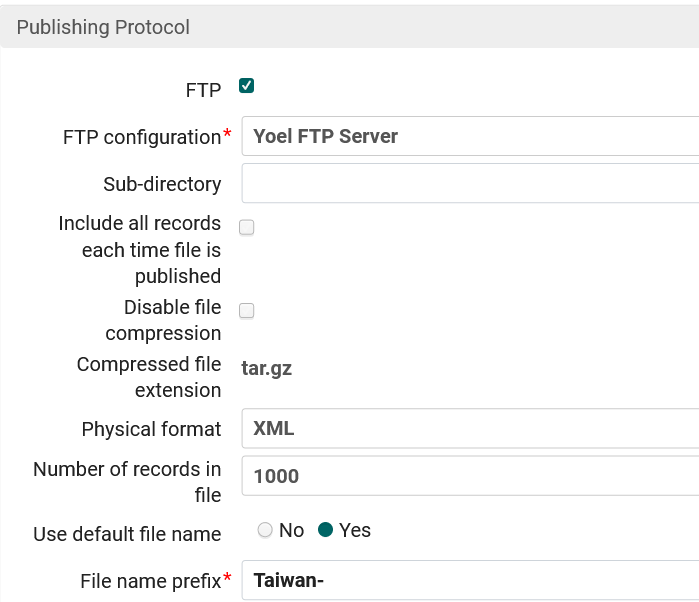 Publishing Protocol
FTP
FTP configuration* Yoel FTP Server
Sub-directory
Include all records
each time file is
published
Disable file
compression
Compressed file
extension
tar.gz
Physical format XML
Number of records in
file
1000
Use default file name No Yes
File name prefix* Taiwan-